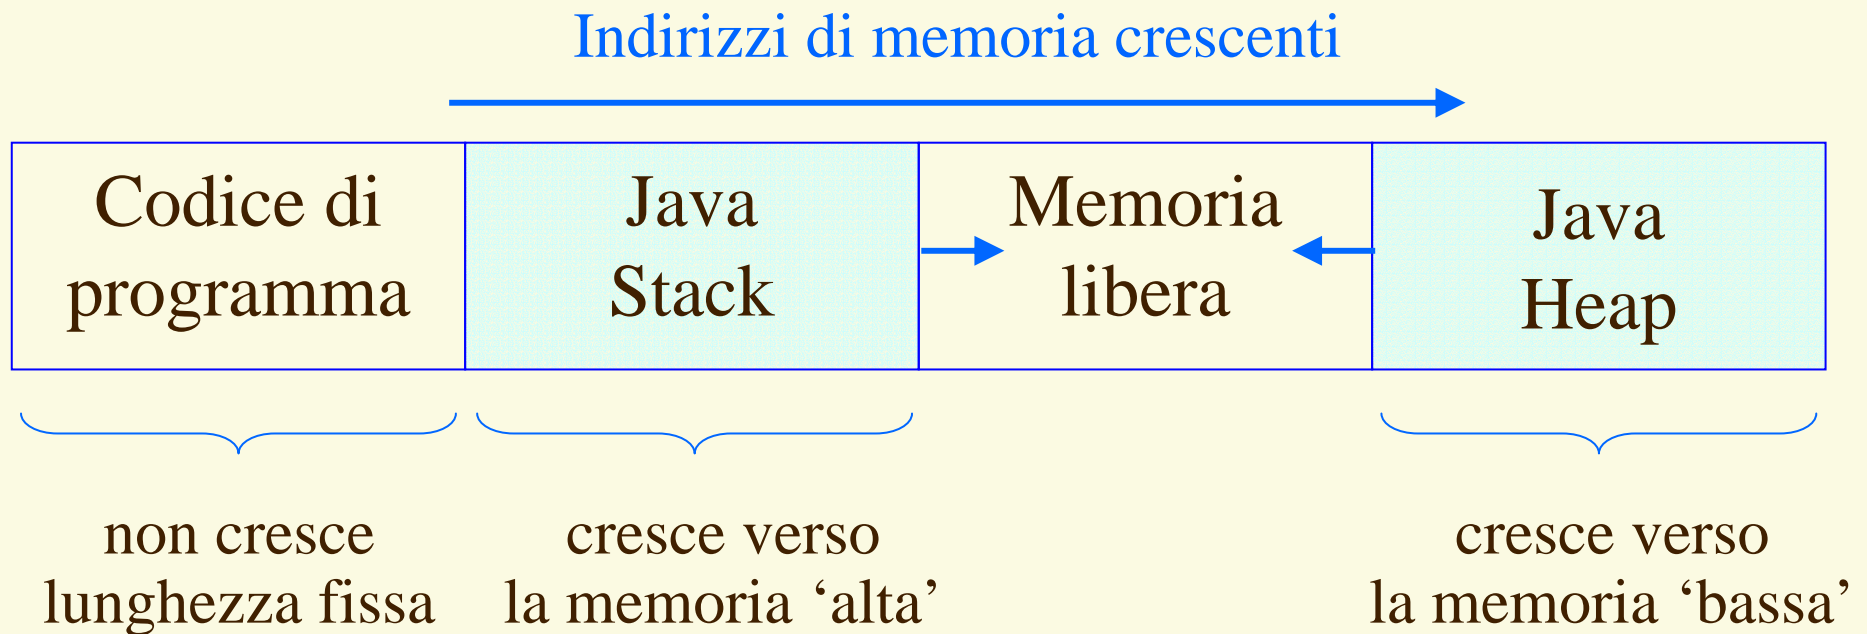 Indirizzi di memoria crescenti
Codice di
programma
Java
Stack
Memoria
libera
Java
Heap
non cresce
lunghezza fissa
cresce verso
la memoria ‘alta’
cresce verso
la memoria ‘bassa’